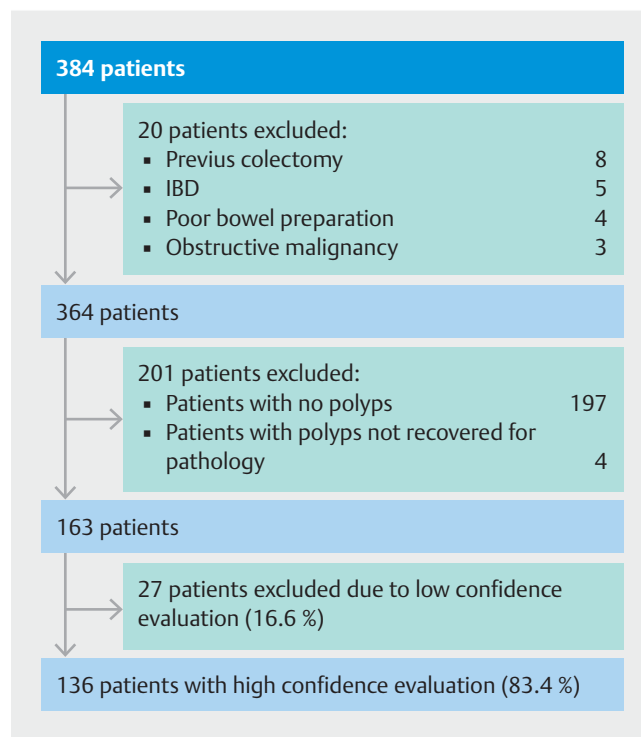 384 patients
20 patients excluded:
▪ Previus colectomy 8
▪ IBD 5
▪ Poor bowel preparation 4
▪ Obstructive malignancy 3
364 patients
201 patients excluded:
▪ Patients with no polyps 197
▪ Patients with polyps not recovered for
pathology 4
163 patients
27 patients excluded due to low confidence
evaluation (16.6 %)
136 patients with high confidence evaluation (83.4 %)